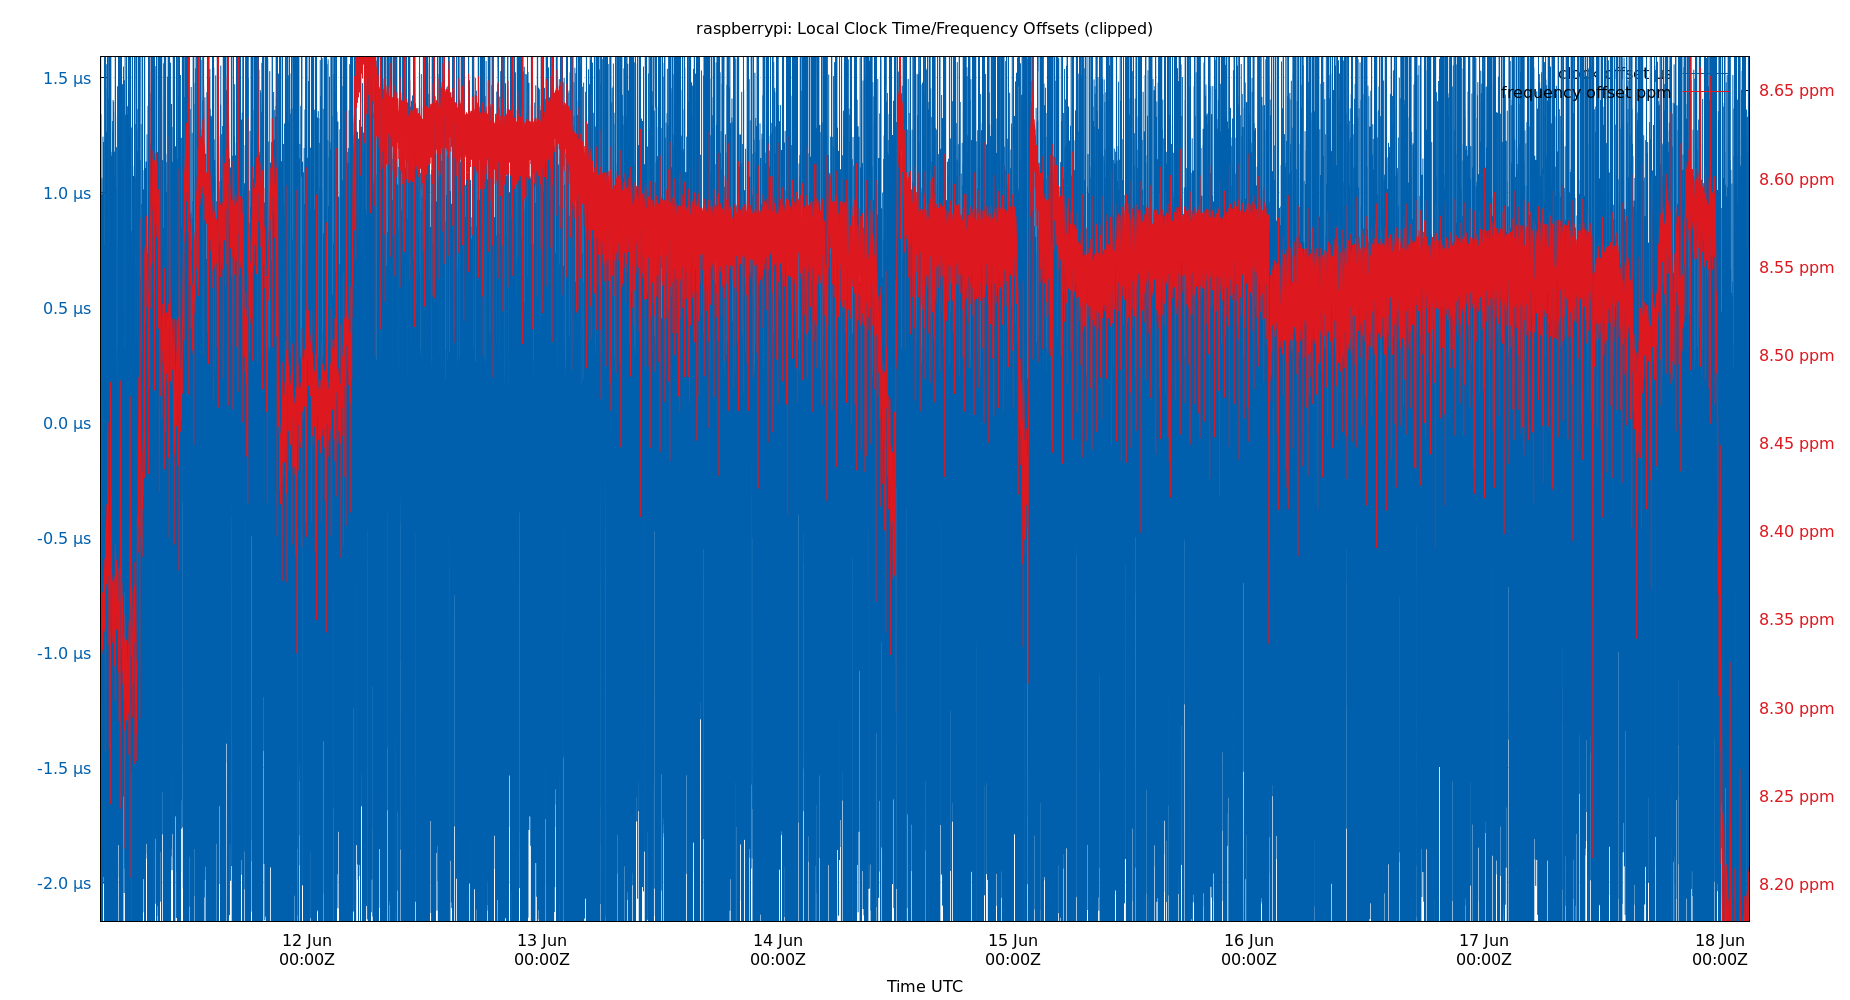 raspberrypi: Local Clock Time/Frequency Offsets (clipped)
clock offset µs
frequency offset ppm
1.5 µs
1.0 µs
0.5 µs
0.0 µs
-0.5 µs
-1.0 µs
-1.5 µs
-2.0 µs
8.65 ppm
8.60 ppm
8.55 ppm
8.50 ppm
8.45 ppm
8.40 ppm
8.35 ppm
8.30 ppm
8.25 ppm
8.20 ppm
12 Jun
00:00Z
13 Jun
00:00Z
14 Jun
00:00Z
15 Jun
00:00Z
16 Jun
00:00Z
17 Jun
00:00Z
18 Jun
00:00Z
Time UTC